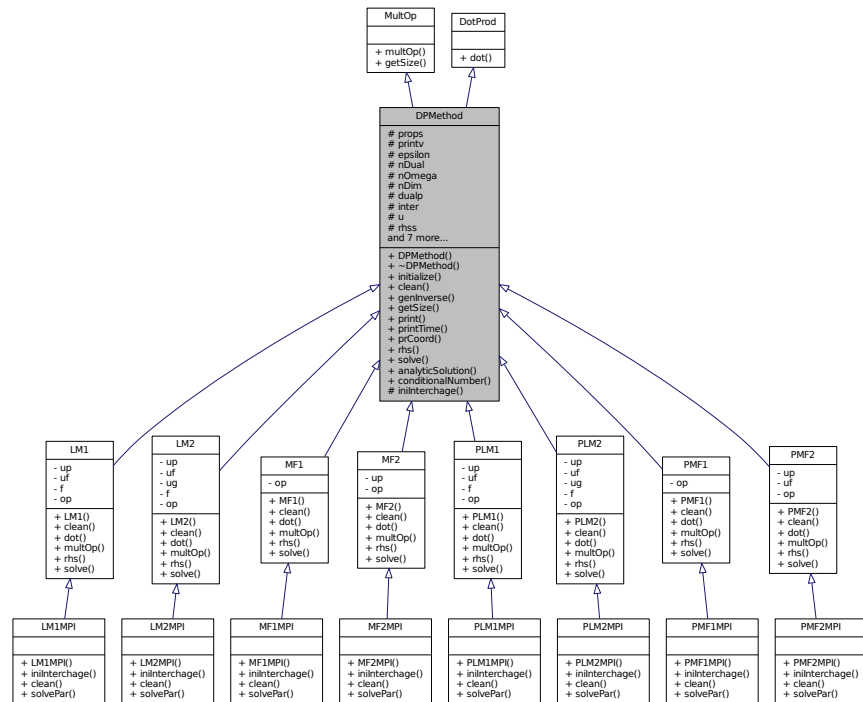 MultOp
+ multOp()
+ getSize()
DotProd
+ dot()
DPMethod
# props
# printv
# epsilon
# nDual
# nOmega
# nDim
# dualp
# inter
# u
# rhss
and 7 more...
+ DPMethod()
+ ~DPMethod()
+ initialize()
+ clean()
+ genInverse()
+ getSize()
+ print()
+ printTime()
+ prCoord()
+ rhs()
+ solve()
+ analyticSolution()
+ conditionalNumber()
# iniInterchage()
LM1
- up
- uf
- f
- op
+ LM1()
+ clean()
+ dot()
+ multOp()
+ rhs()
+ solve()
LM2
- up
- uf
- ug
- f
- op
+ LM2()
+ clean()
+ dot()
+ multOp()
+ rhs()
+ solve()
MF1
- op
+ MF1()
+ clean()
+ dot()
+ multOp()
+ rhs()
+ solve()
MF2
- up
- op
+ MF2()
+ clean()
+ dot()
+ multOp()
+ rhs()
+ solve()
PLM1
- up
- uf
- f
- op
+ PLM1()
+ clean()
+ dot()
+ multOp()
+ rhs()
+ solve()
PLM2
- up
- uf
- ug
- f
- op
+ PLM2()
+ clean()
+ dot()
+ multOp()
+ rhs()
+ solve()
PMF1
- op
+ PMF1()
+ clean()
+ dot()
+ multOp()
+ rhs()
+ solve()
PMF2
- up
- uf
- op
+ PMF2()
+ clean()
+ dot()
+ multOp()
+ rhs()
+ solve()
LM1MPI
+ LM1MPI()
+ iniInterchage()
+ clean()
+ solvePar()
LM2MPI
+ LM2MPI()
+ iniInterchage()
+ clean()
+ solvePar()
MF1MPI
+ MF1MPI()
+ iniInterchage()
+ clean()
+ solvePar()
MF2MPI
+ MF2MPI()
+ iniInterchage()
+ clean()
+ solvePar()
PLM1MPI
+ PLM1MPI()
+ iniInterchage()
+ clean()
+ solvePar()
PLM2MPI
+ PLM2MPI()
+ iniInterchage()
+ clean()
+ solvePar()
PMF1MPI
+ PMF1MPI()
+ iniInterchage()
+ clean()
+ solvePar()
PMF2MPI
+ PMF2MPI()
+ iniInterchage()
+ clean()
+ solvePar()